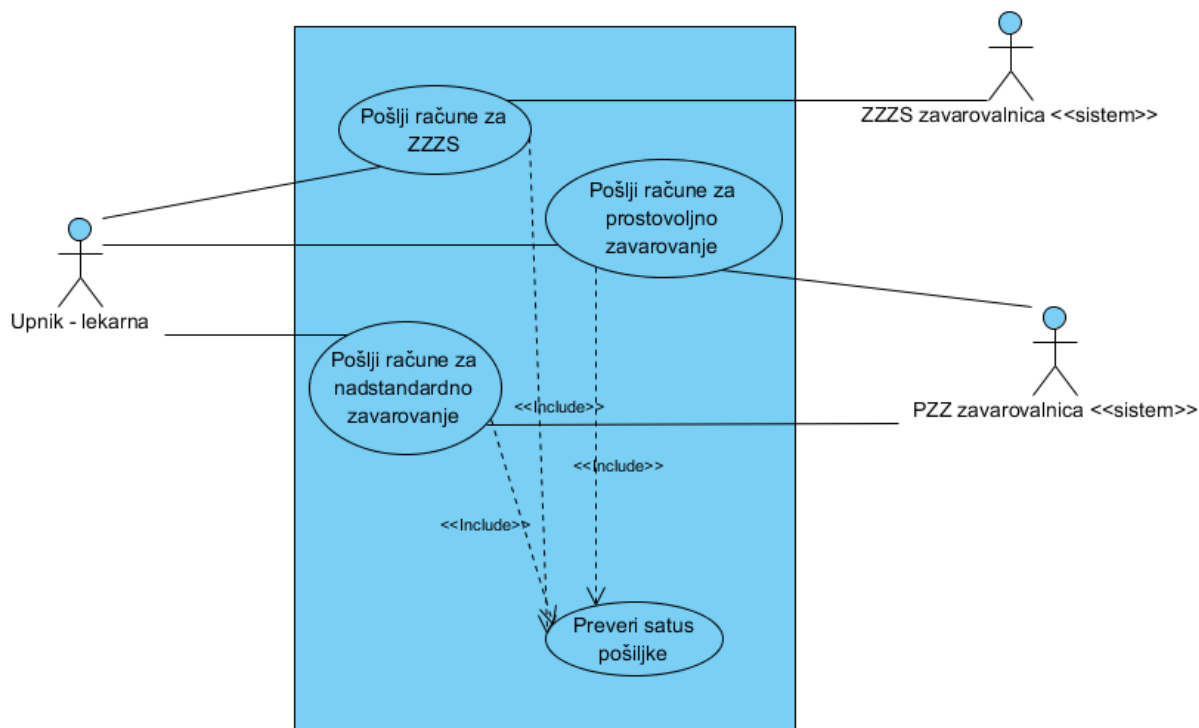 ZZZS zavarovalnica <<sistem>>
Pošlji račune za
ZZZS
Pošlji račune za
prostovoljno
zavarovanje
Upnik - lekarna
Pošlji račune za
nadstandardno
zavarovanje
PZZ zavarovalnica <<sistem>>
<<Include>>
<<Include>>
<<Include>>
Preveri satus
pošiljke